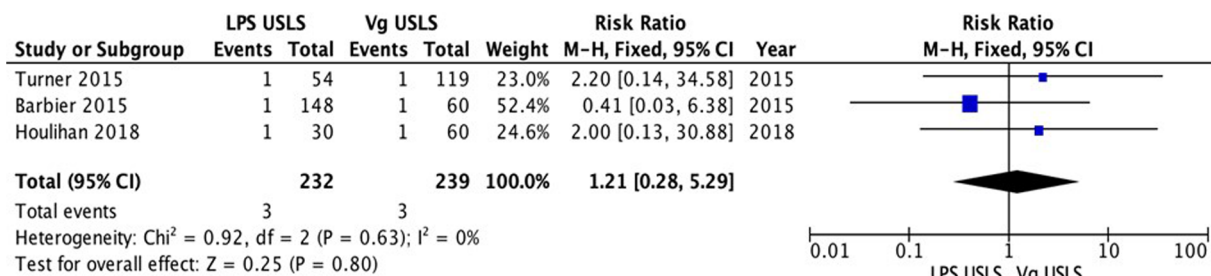 LPS USLS Vg USLS Risk Ratio Risk Ratio
Study or Subgroup Events Total Events Total Weight M-H, Fixed, 95% CI Year M-H, Fixed, 95% CI
Turner 2015 1 54 1 119 23.0% 2.20 [0.14, 34.58] 2015
Barbier 2015 1 148 1 60 52.4% 0.41 [0.03, 6.38] 2015
Houlihan 2018 1 30 1 60 24.6% 2.00 [0.13, 30.88] 2018
Total (95% CI) 232 239 100.0% 1.21 [0.28, 5.29]
Total events 3 3
Heterogeneity: Chi² = 0.92, df = 2 (P = 0.63); I² = 0%
Test for overall effect: Z = 0.25 (P = 0.80)
0.01 0.1 1 10 100
LPS USLS Vg USLS